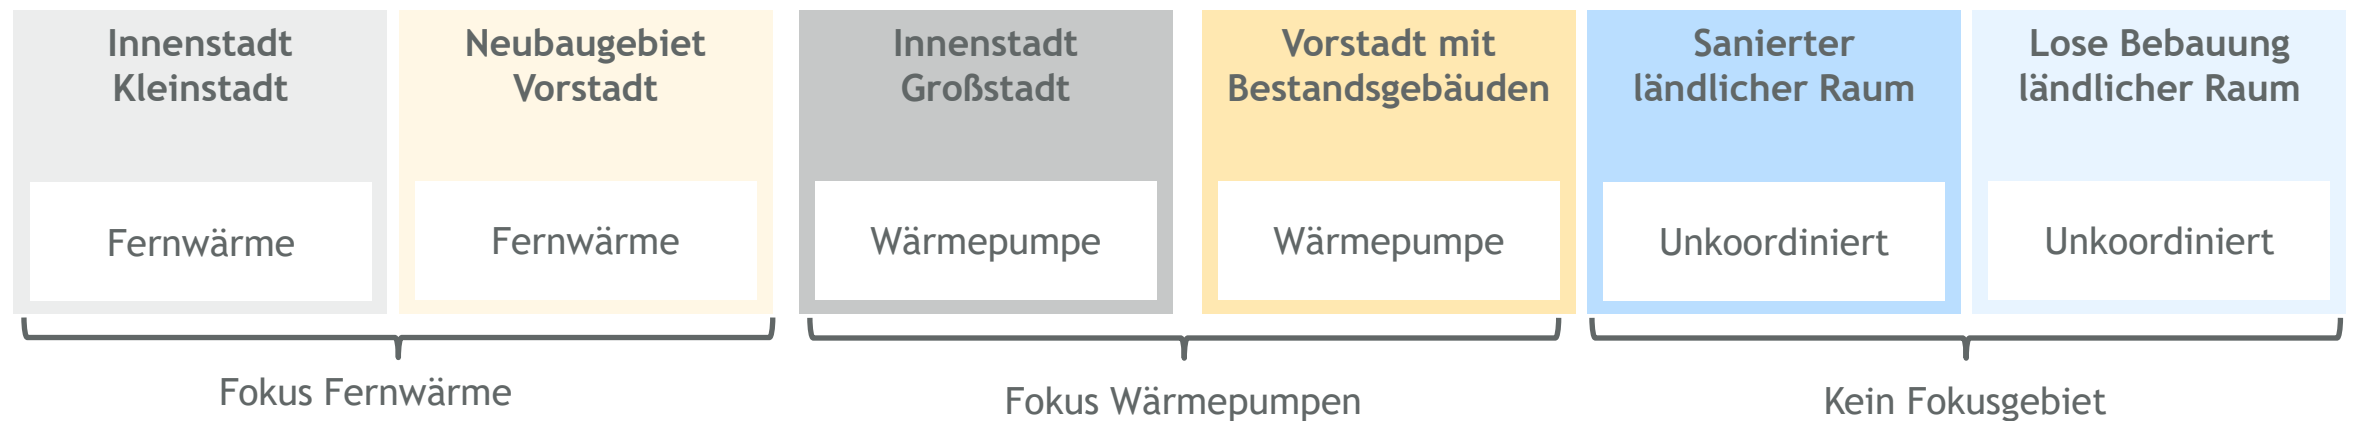 Innenstadt
Kleinstadt
Fernwärme
Neubaugebiet
Vorstadt
Fernwärme
Innenstadt
Großstadt
Wärmepumpe
Vorstadt mit
Bestandsgebäuden
Wärmepumpe
Sanierter
ländlicher Raum
Unkoordiniert
Lose Bebauung
ländlicher Raum
Unkoordiniert
Fokus Fernwärme
Fokus Wärmepumpen
Kein Fokusgebiet